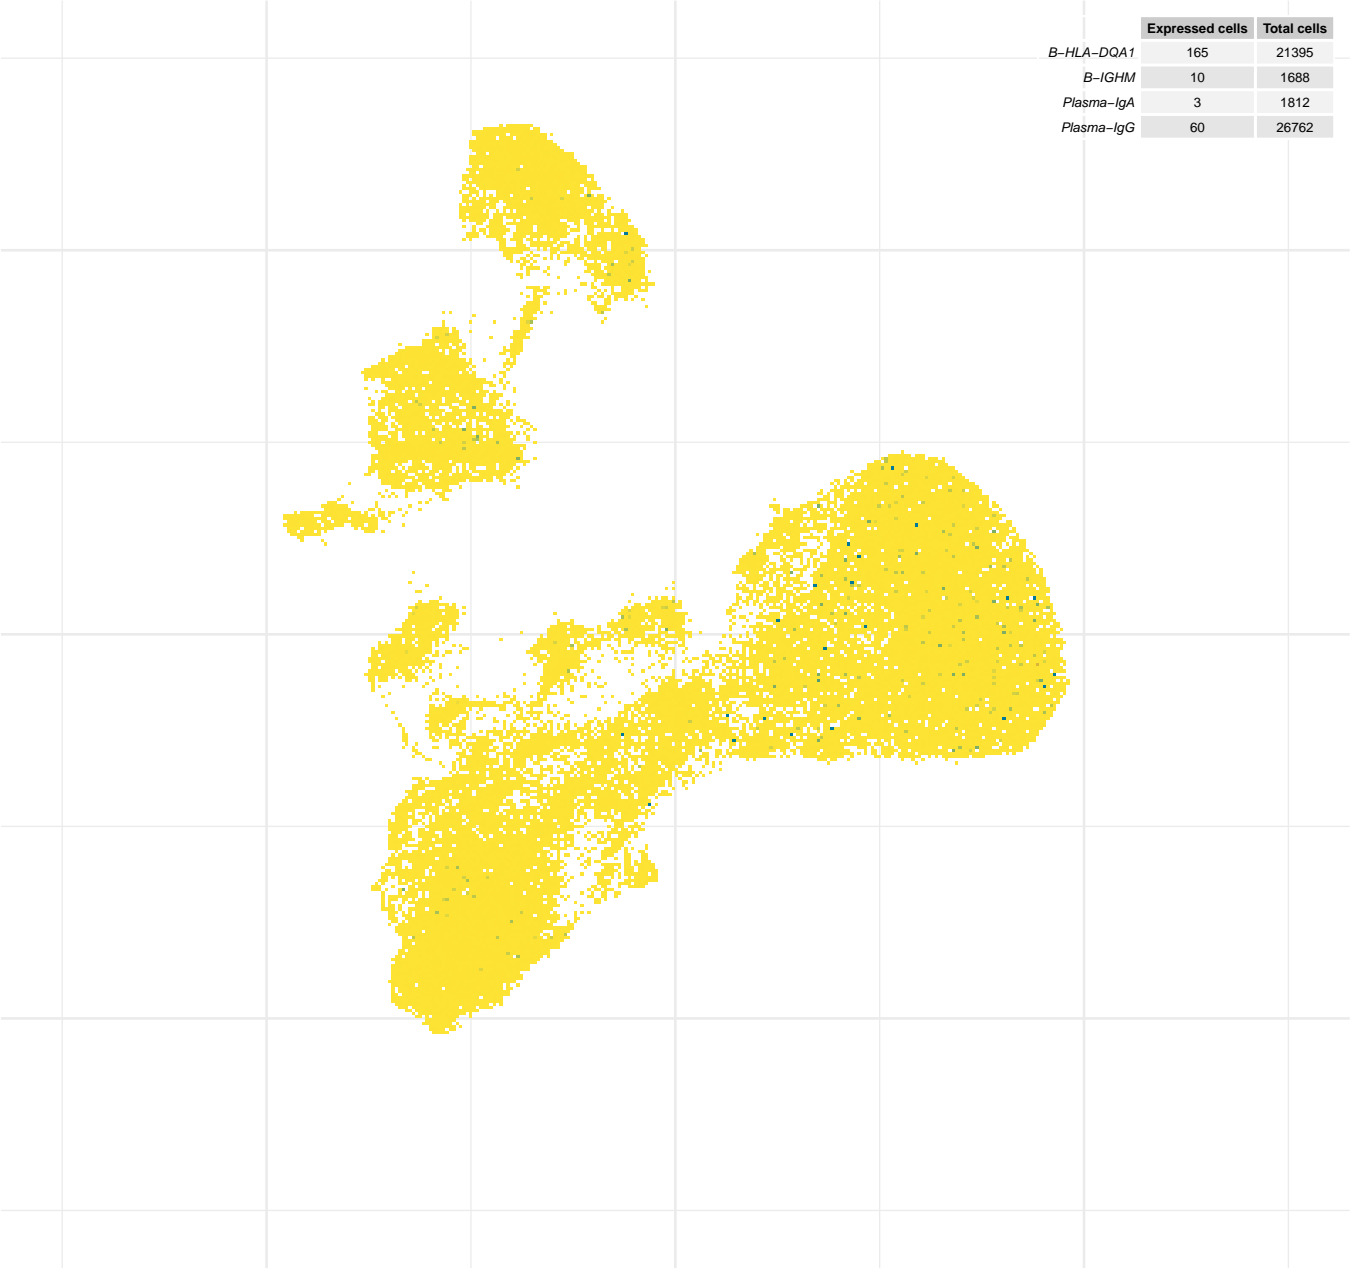 Expressed cells Total cells
B−HLA−DQA1 165 21395
B−IGHM 10 1688
Plasma−IgA 3 1812
Plasma−IgG 60 26762